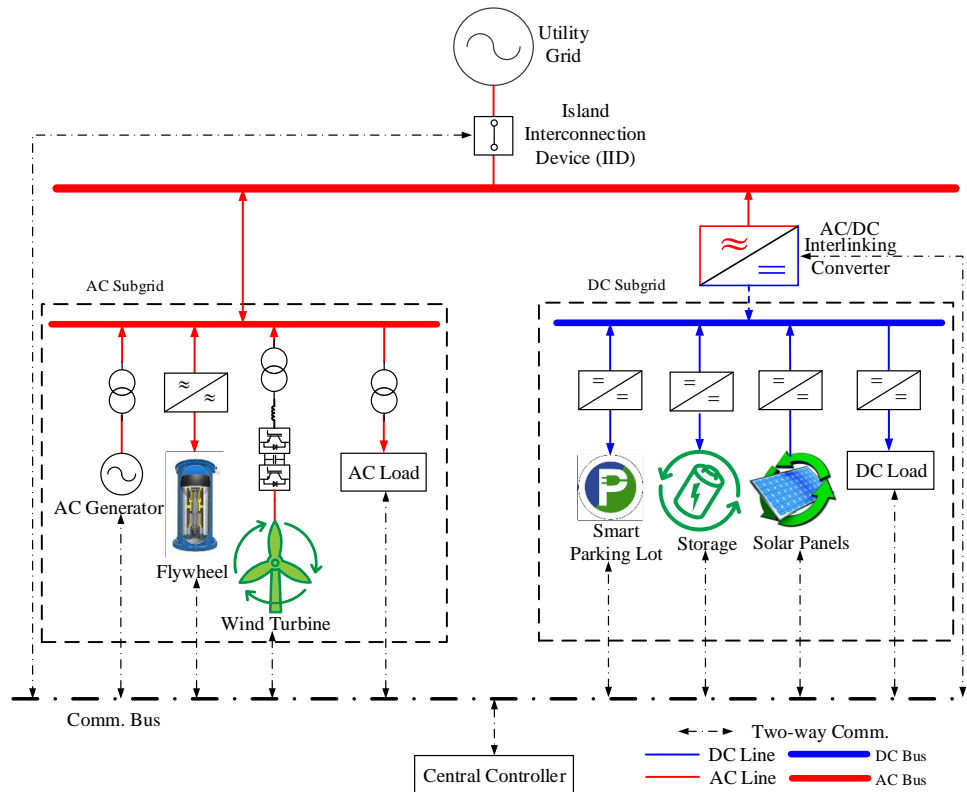 Utility
Grid
Island
Interconnection
Device (IID)
AC/DC
Interlinking
Converter
AC Subgrid
DC Subgrid
AC Generator
Flywheel
Wind Turbine
AC Load
Smart
Parking Lot
Storage
Solar Panels
DC Load
Comm. Bus
Central Controller
Two-way Comm.
DC Line
DC Bus
AC Line
AC Bus